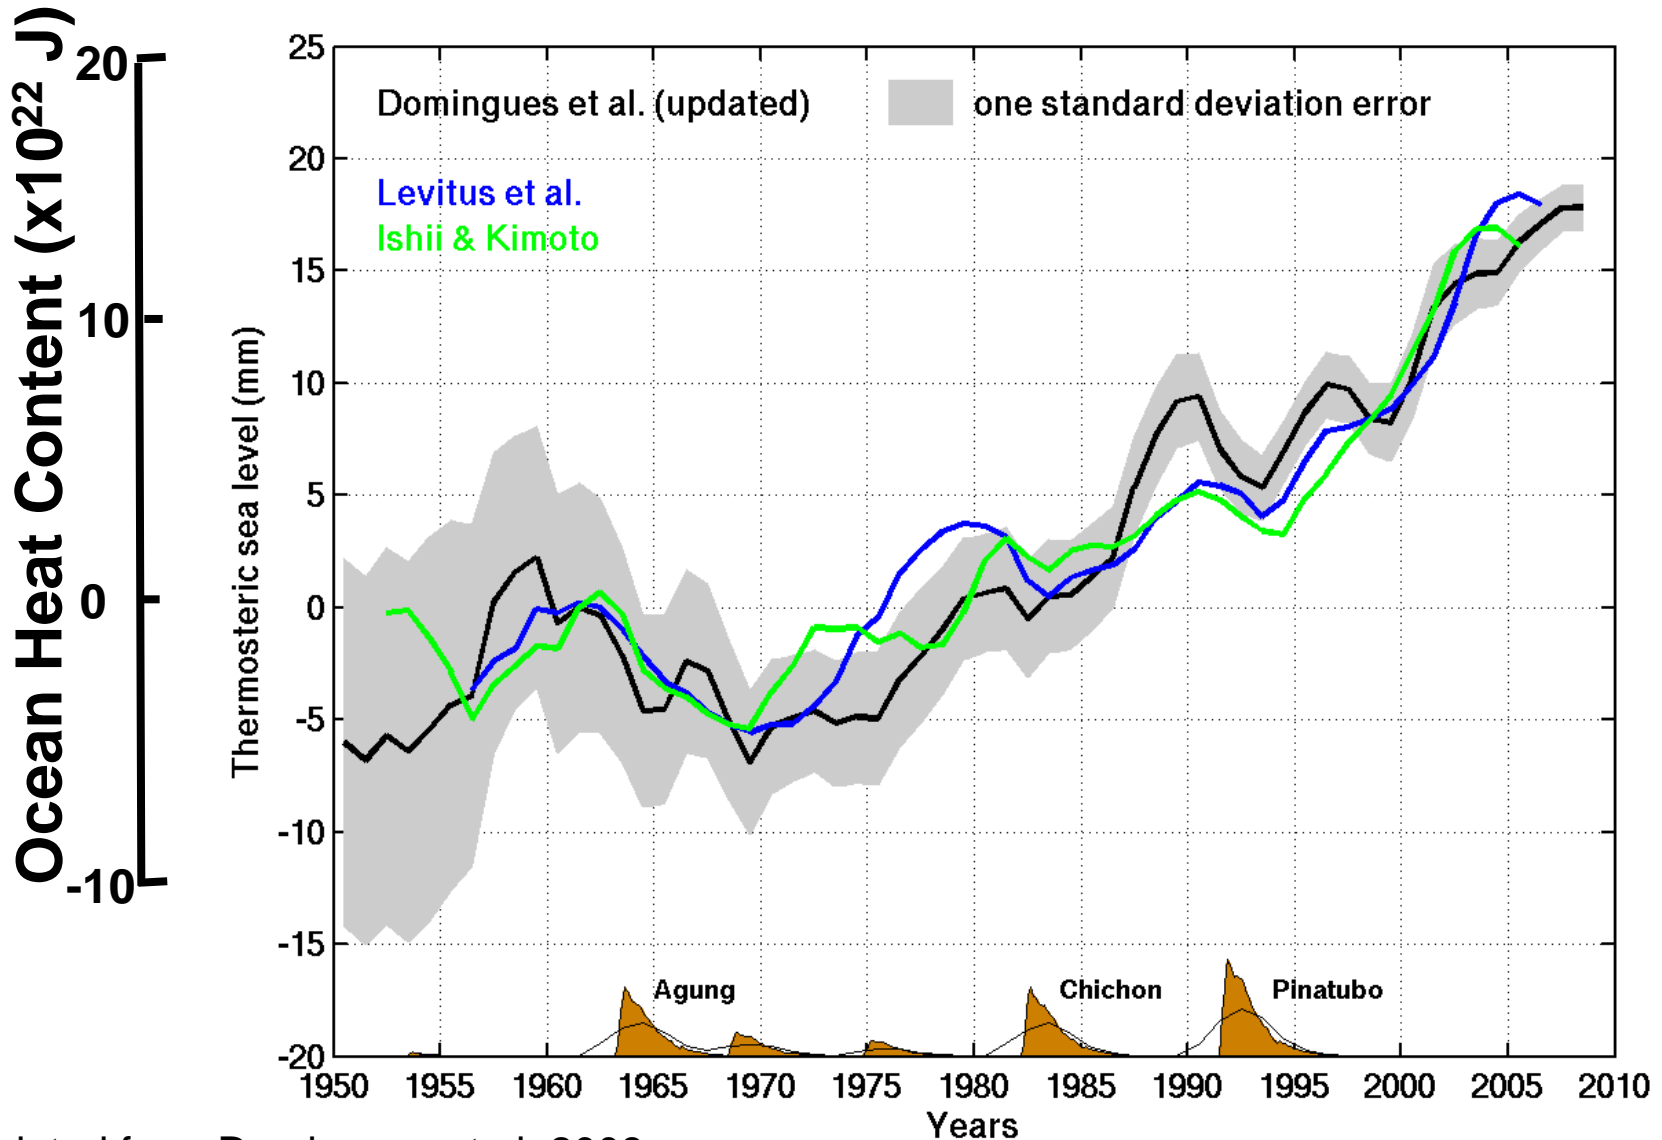 Ocean Heat Content (x10²² J)
20
10
0
-10
Thermosteric sea level (mm)
25
20
15
10
5
0
-5
-10
-15
-20
Domingues et al. (updated)
one standard deviation error
Levitus et al.
Ishii & Kimoto
Agung
Chichon
Pinatubo
1950 1955 1960 1965 1970 1975 1980 1985 1990 1995 2000 2005 2010
Years